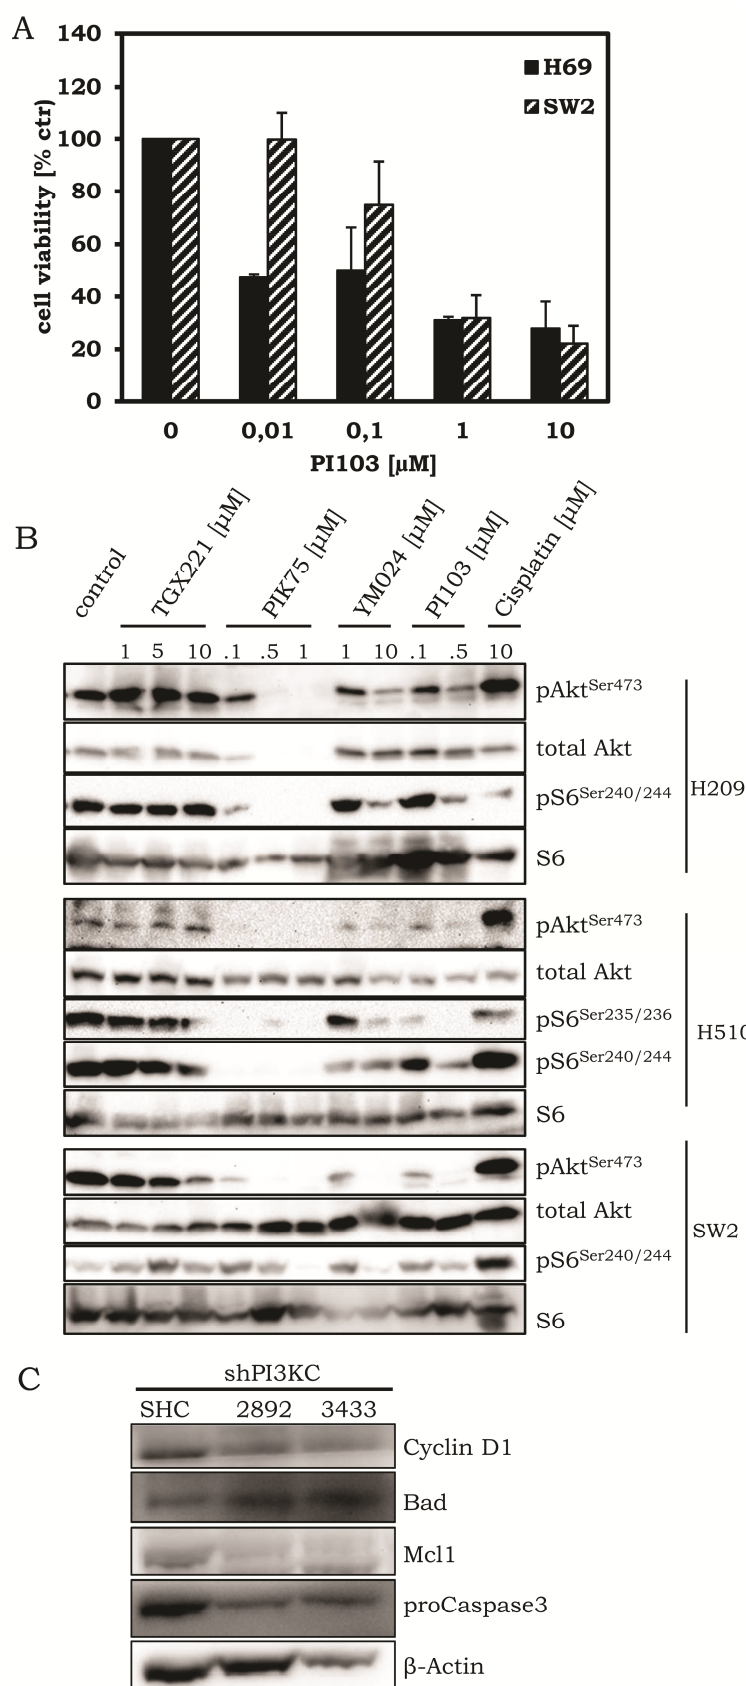 A
140
120
100
80
60
40
20
0
cell viability [% ctr]
H69
SW2
0 0,01 0,1 1 10
PI103 [µM]
B
control
TGX221 [µM]
PIK75 [µM]
YM024 [µM]
PI103 [µM]
Cisplatin [µM]
1 5 10 .1 .5 1 1 10 .1 .5 10
pAktSer473
total Akt
pS6Ser240/244
S6
H209
pAktSer473
total Akt
pS6Ser235/236
pS6Ser240/244
S6
H510
pAktSer473
total Akt
pS6Ser240/244
S6
SW2
C
shPI3KC
SHC 2892 3433
Cyclin D1
Bad
Mcl1
proCaspase3
β-Actin